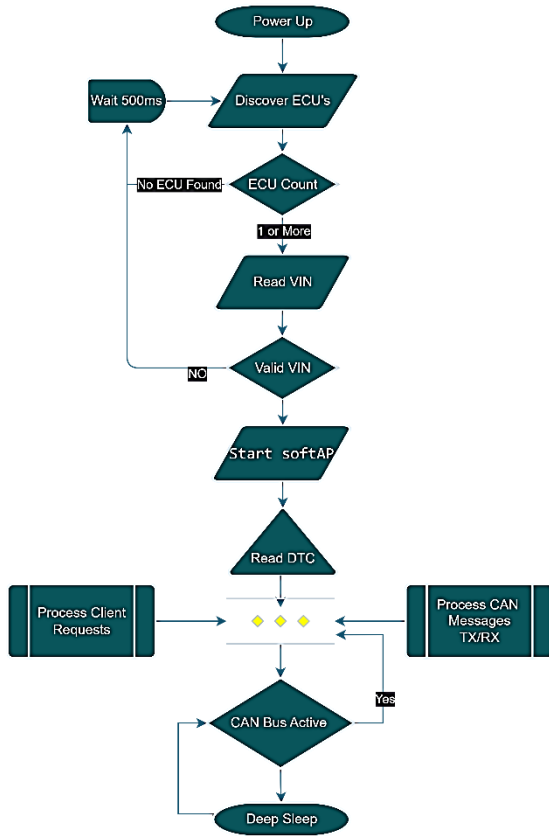 Power Up
Wait 500ms
Discover ECU's
No ECU Found
ECU Count
1 or More
Read VIN
Valid VIN
NO
Start softAP
Read DTC
Process Client
Requests
Process CAN
Messages
TX/RX
CAN Bus Active
Yes
Deep Sleep